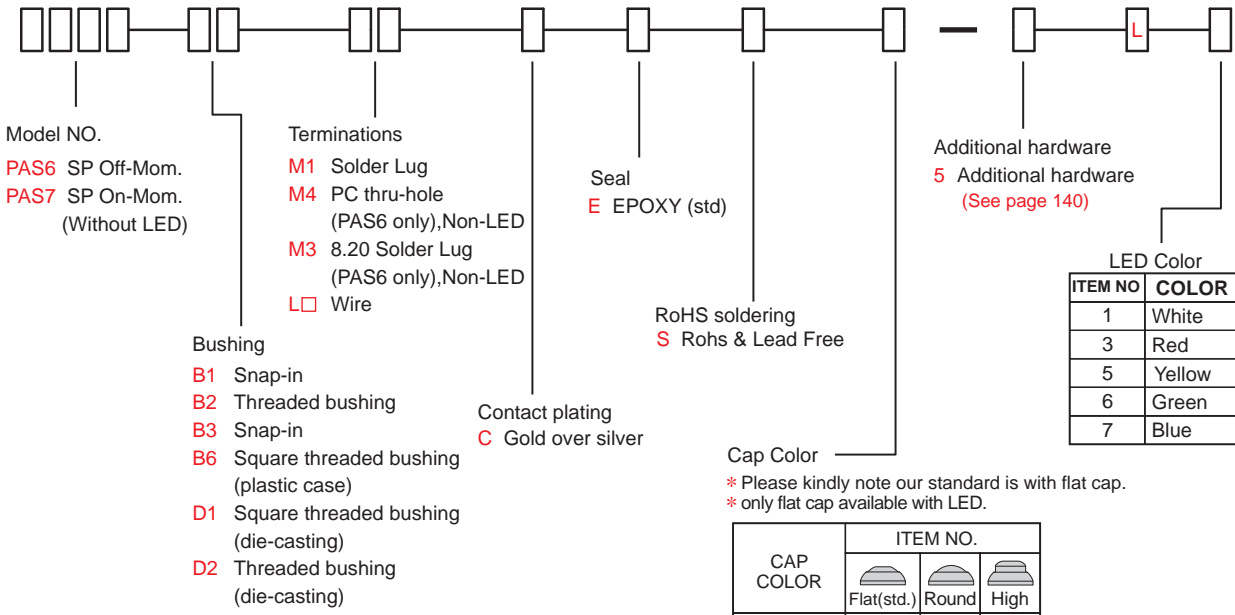 L
Model NO.
PAS6 SP Off-Mom.
PAS7 SP On-Mom.
(Without LED)
Bushing
B1 Snap-in
B2 Threaded bushing
B3 Snap-in
B6 Square threaded bushing
(plastic case)
D1 Square threaded bushing
(die-casting)
D2 Threaded bushing
(die-casting)
Terminations
M1 Solder Lug
M4 PC thru-hole
(PAS6 only),Non-LED
M3 8.20 Solder Lug
(PAS6 only),Non-LED
L□ Wire
Contact plating
C Gold over silver
Seal
E EPOXY (std)
RoHS soldering
S Rohs & Lead Free
Cap Color
* Please kindly note our standard is with flat cap.
* only flat cap available with LED.
CAP
COLOR
ITEM NO.
Flat(std.) Round High
Additional hardware
5 Additional hardware
(See page 140)
LED Color
ITEM NO COLOR
1 White
3 Red
5 Yellow
6 Green
7 Blue